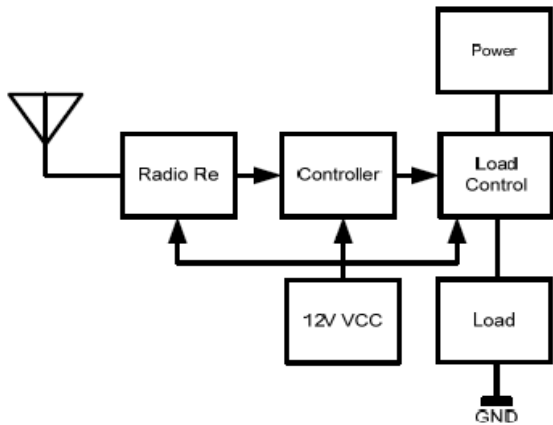 Power
Radio Re
Controller
Load
Control
12V VCC
Load
GND